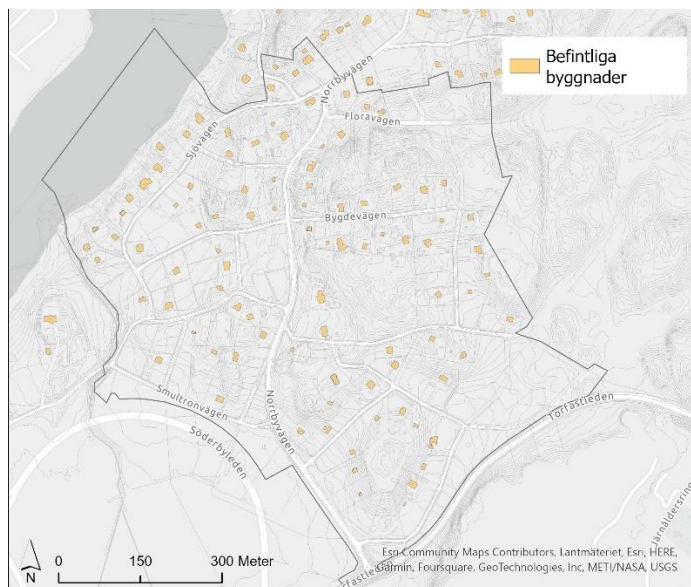 Befintliga
byggnader
Norrbyvägen
Floravägen
Sjövägen
Bygdevägen
Smultronvägen
Norrbyvägen
Söderbyleden
Torfastleden
Järnåldersring
N
0 150 300 Meter
Esri Community Maps Contributors, Lantmäteriet, Esri, HERE,
Garmin, Foursquare, GeoTechnologies, Inc, METI/NASA, USGS